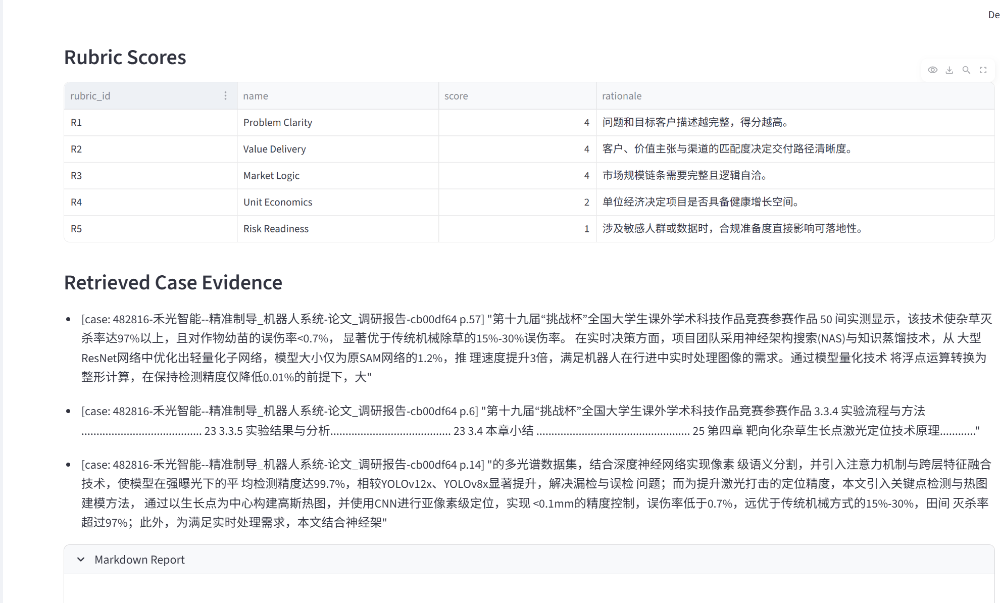 De
Rubric Scores
rubric_id name score rationale
R1 Problem Clarity 4 问题和目标客户描述越完整，得分越高。
R2 Value Delivery 4 客户、价值主张与渠道的匹配度决定交付路径清晰度。
R3 Market Logic 4 市场规模链条需要完整且逻辑自洽。
R4 Unit Economics 2 单位经济决定项目是否具备健康增长空间。
R5 Risk Readiness 1 涉及敏感人群或数据时，合规准备度直接影响可落地性。
Retrieved Case Evidence
[case: 482816-禾光智能--精准制导_机器人系统-论文_调研报告-cb00df64 p.57] "第十九届“挑战杯”全国大学生课外学术科技作品竞赛参赛作品 50 间实测显示，该技术使杂草灭
杀率达97%以上，且对作物幼苗的误伤率<0.7%， 显著优于传统机械除草的15%-30%误伤率。 在实时决策方面，项目团队采用神经架构搜索(NAS)与知识蒸馏技术，从 大型
ResNet网络中优化出轻量化子网络，模型大小仅为原SAM网络的1.2%，推 理速度提升3倍，满足机器人在行进中实时处理图像的需求。通过模型量化技术 将浮点运算转换为
整形计算，在保持检测精度仅降低0.01%的前提下，大"
[case: 482816-禾光智能--精准制导_机器人系统-论文_调研报告-cb00df64 p.6] "第十九届“挑战杯”全国大学生课外学术科技作品竞赛参赛作品 3.3.4 实验流程与方法
........................................ 23 3.3.5 实验结果与分析........................................ 23 3.4 本章小结 ................................................... 25 第四章 靶向化杂草生长点激光定位技术原理............"
[case: 482816-禾光智能--精准制导_机器人系统-论文_调研报告-cb00df64 p.14] "的多光谱数据集，结合深度神经网络实现像素 级语义分割，并引入注意力机制与跨层特征融合
技术，使模型在强曝光下的平 均检测精度达99.7%，相较YOLOv12x、YOLOv8x显著提升，解决漏检与误检 问题；而为提升激光打击的定位精度，本文引入关键点检测与热图
建模方法， 通过以生长点为中心构建高斯热图，并使用CNN进行亚像素级定位，实现 <0.1mm的精度控制，误伤率低于0.7%，远优于传统机械方式的15%-30%，田间 灭杀率
超过97%；此外，为满足实时处理需求，本文结合神经架"
Markdown Report